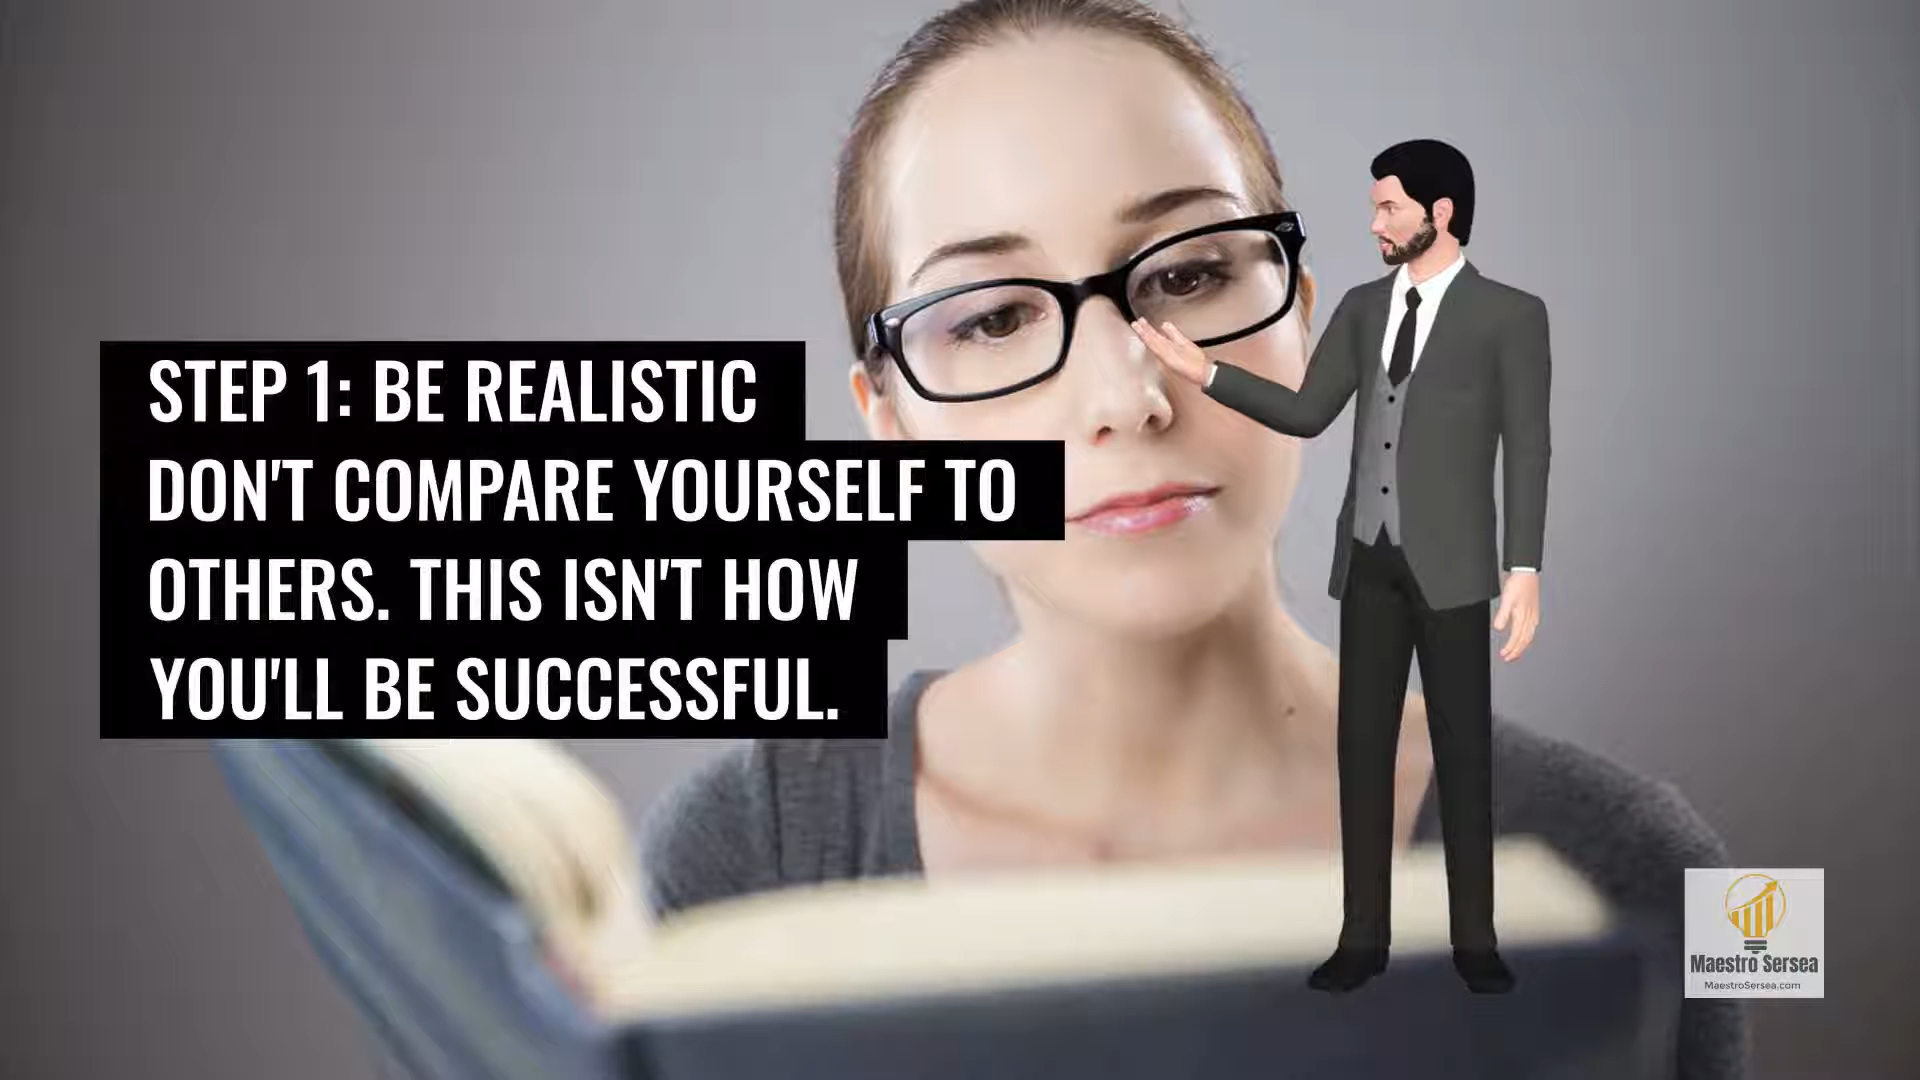 STEP 1: BE REALISTIC
DON'T COMPARE YOURSELF TO
OTHERS. THIS ISN'T HOW
YOU'LL BE SUCCESSFUL.
Maestro Sersea
MaestroSersea.com